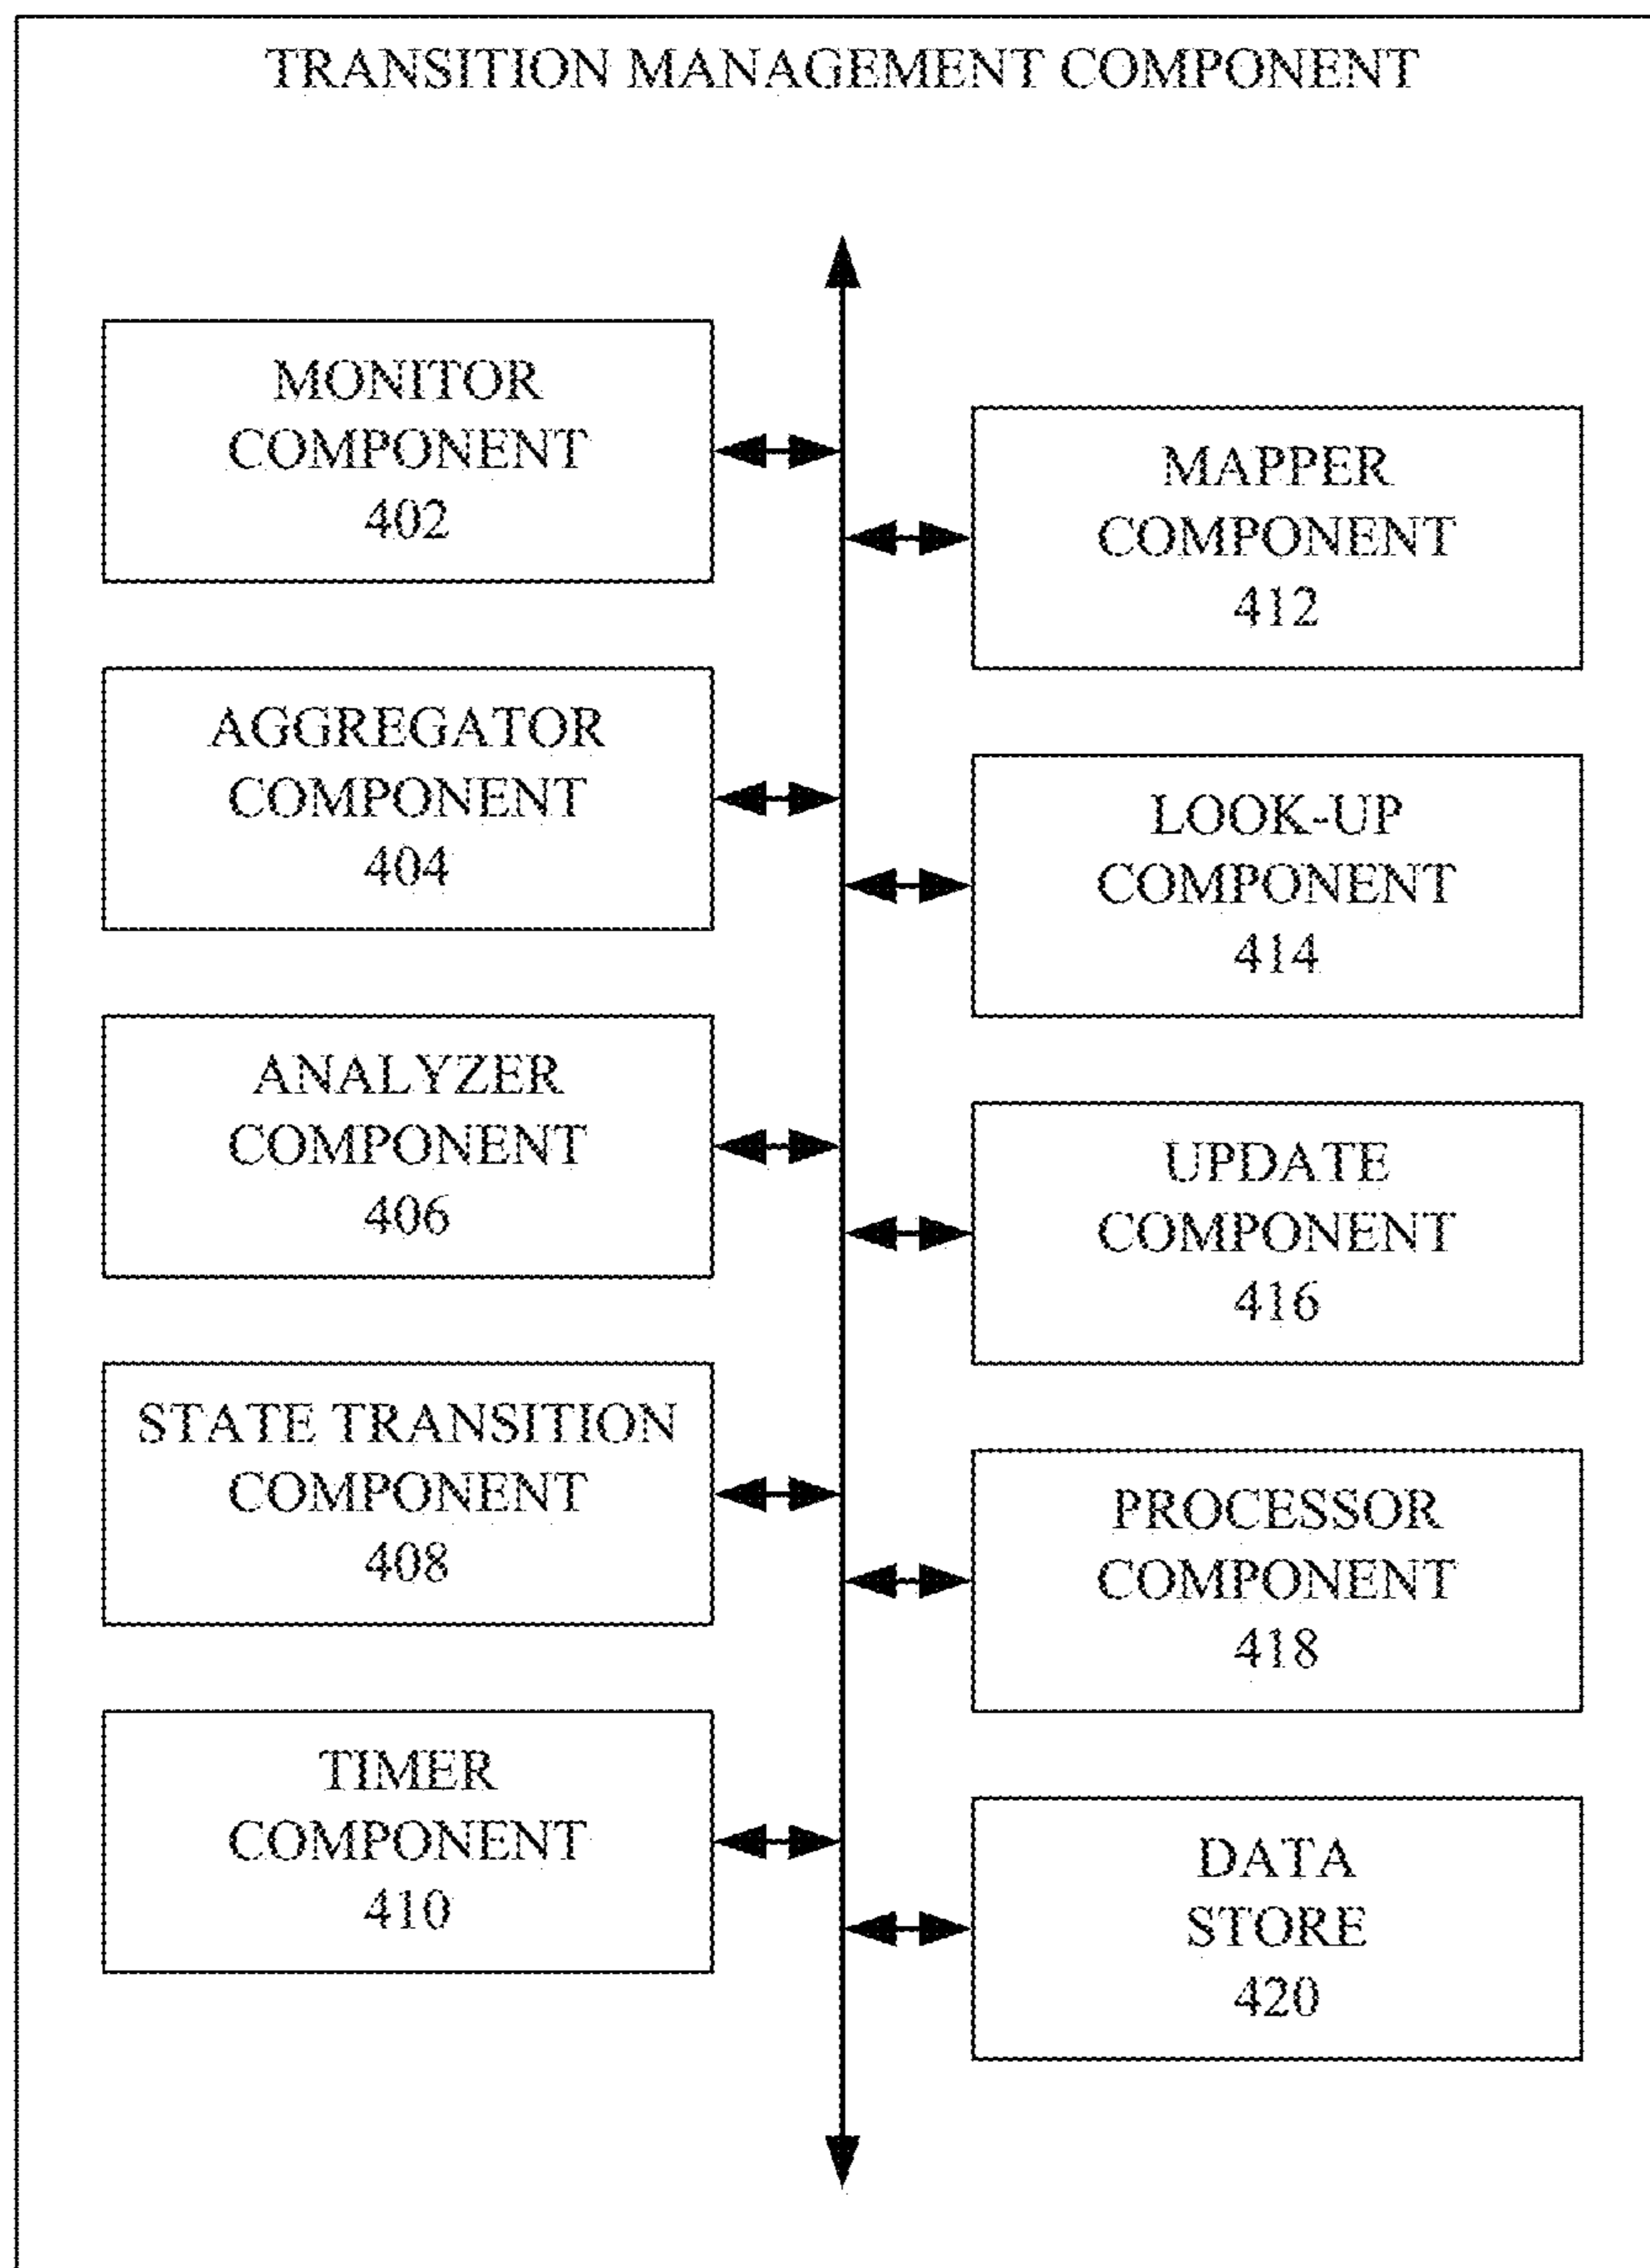 TRANSITION MANAGEMENT COMPONENT
MONITOR
COMPONENT
402
AGGREGATOR
COMPONENT
404
ANALYZER
COMPONENT
406
STATE TRANSITION
COMPONENT
408
TIMER
COMPONENT
410
MAPPER
COMPONENT
412
LOOK-UP
COMPONENT
414
UPDATE
COMPONENT
416
PROCESSOR
COMPONENT
418
DATA
STORE
420